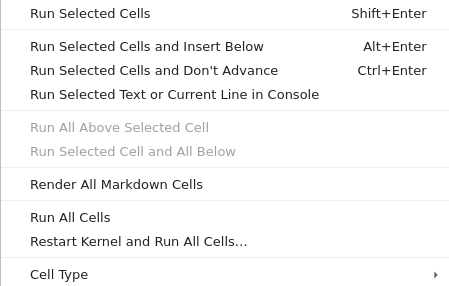 Run Selected Cells Shift+Enter
Run Selected Cells and Insert Below Alt+Enter
Run Selected Cells and Don't Advance Ctrl+Enter
Run Selected Text or Current Line in Console
Run All Above Selected Cell
Run Selected Cell and All Below
Render All Markdown Cells
Run All Cells
Restart Kernel and Run All Cells…
Cell Type